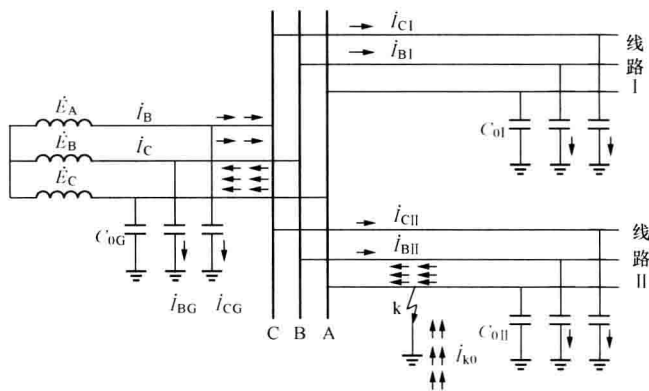 İ_CⅠ
İ_BⅠ
线
路
Ⅰ
Ė_A
Ė_B
Ė_C
İ_B
İ_C
C_0Ⅰ
C_0G
İ_BG
İ_CG
İ_CⅡ
İ_BⅡ
线
路
Ⅱ
k
C_0Ⅱ
İ_k0
C
B
A